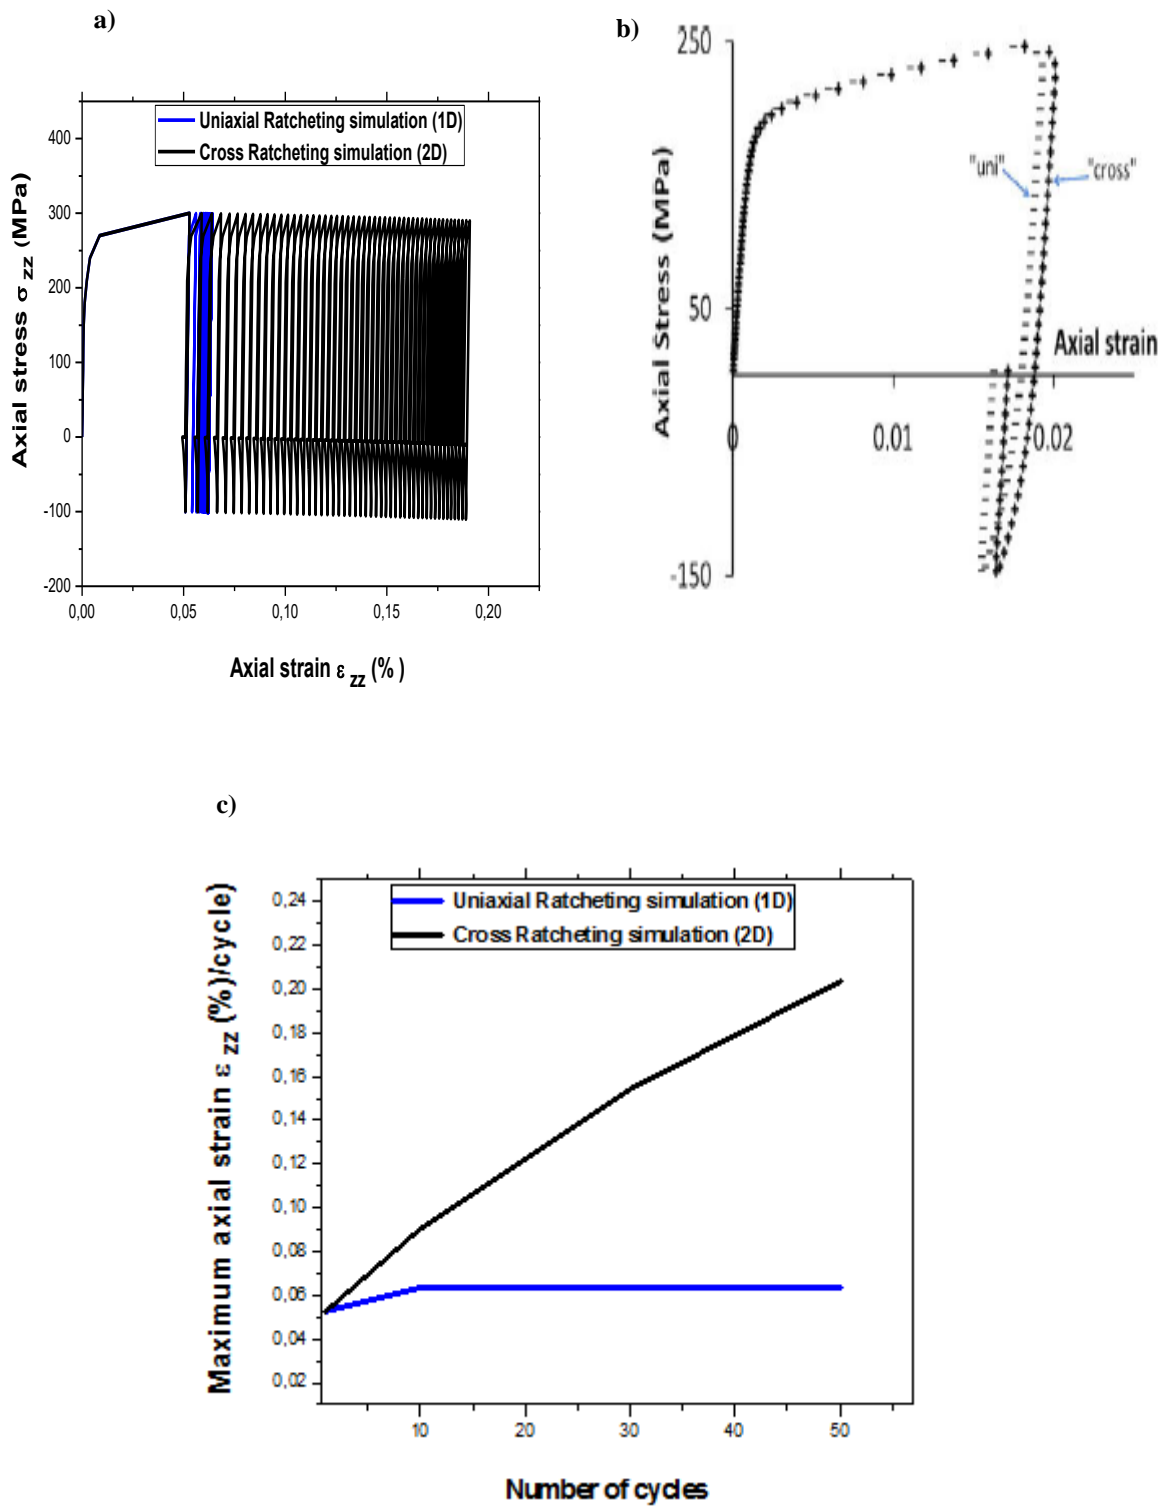 a)
Uniaxial Ratcheting simulation (1D)
Cross Ratcheting simulation (2D)
400
300
200
100
0
-100
-200
0,00 0,05 0,10 0,15 0,20
Axial stress σ zz (MPa)
Axial strain ε zz (% )
b)
250
50
-150
0 0.01 0.02
Axial Stress (MPa)
Axial strain
"uni"
"cross"
c)
Uniaxial Ratcheting simulation (1D)
Cross Ratcheting simulation (2D)
0,24
0,22
0,20
0,18
0,16
0,14
0,12
0,10
0,08
0,06
0,04
0,02
10 20 30 40 50
Maximum axial strain ε zz (%)/cycle)
Number of cycles